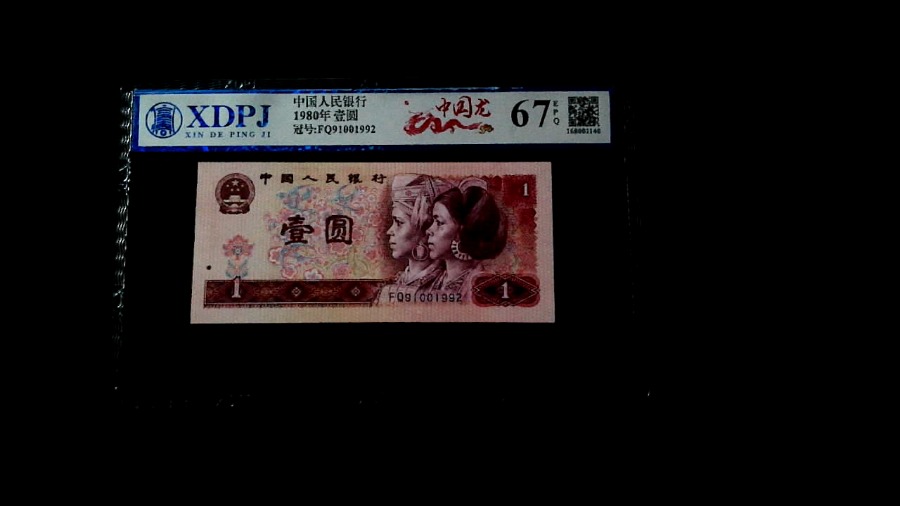 XDPJ
XIN DE PING JI
中国人民银行
1980年 壹圆
冠号:FQ91001992
中国龙
67 EPQ
168001146
中国人民银行
1
壹圆
1
FQ91001992
1